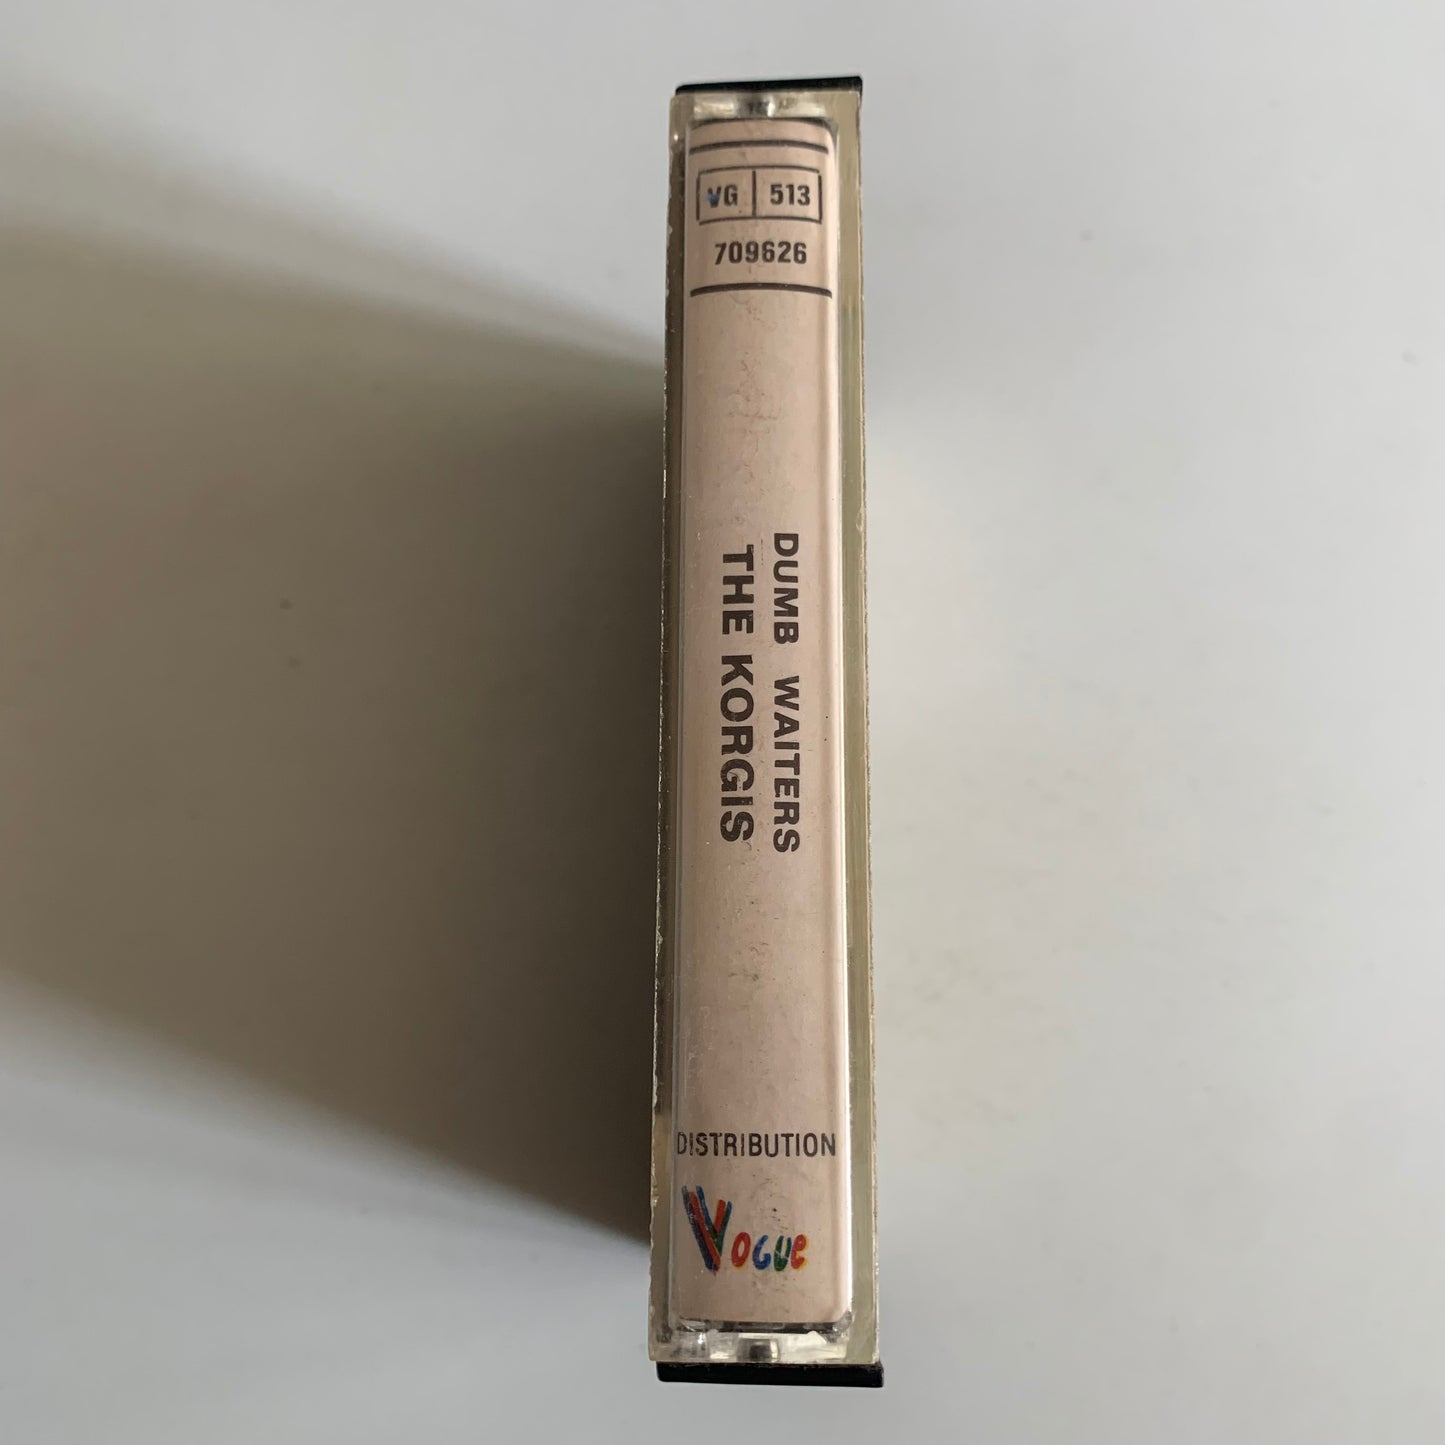 VG 513
709626
DUMB WAITERS
THE KORGIS
DISTRIBUTION
VOGUE